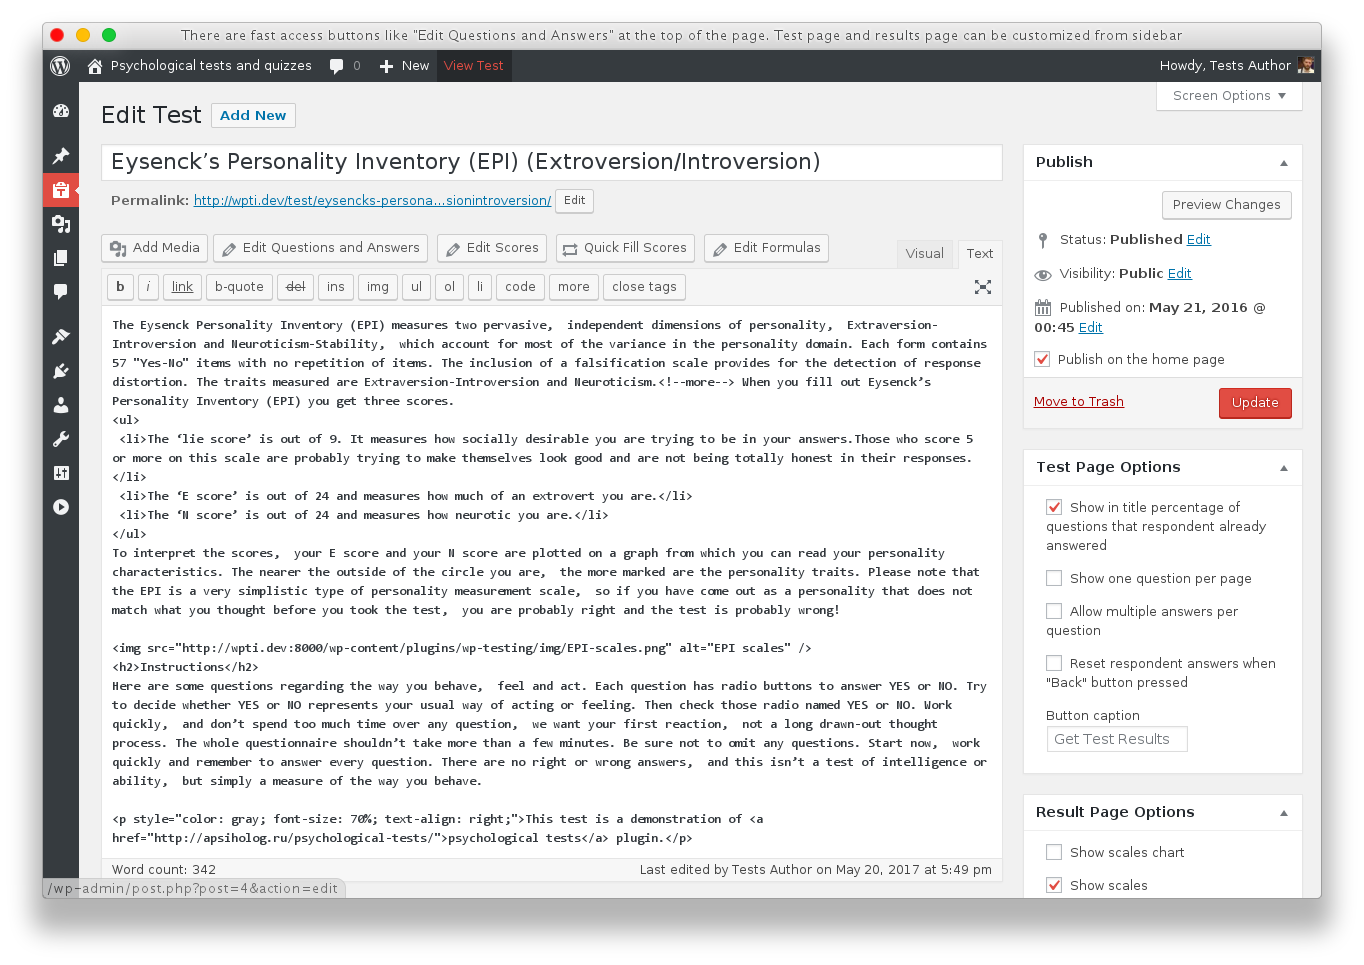 There are fast access buttons like "Edit Questions and Answers" at the top of the page. Test page and results page can be customized from sidebar
Psychological tests and quizzes
0
New
View Test
Howdy, Tests Author
Screen Options
Edit Test
Add New
Eysenck’s Personality Inventory (EPI) (Extroversion/Introversion)
Permalink: http://wpti.dev/test/eysencks-persona…sionintroversion/
Edit
Add Media
Edit Questions and Answers
Edit Scores
Quick Fill Scores
Edit Formulas
Visual
Text
b
i
link
b-quote
del
ins
img
ul
ol
li
code
more
close tags
The Eysenck Personality Inventory (EPI) measures two pervasive,  independent dimensions of personality,  Extraversion-
Introversion and Neuroticism-Stability,  which account for most of the variance in the personality domain. Each form contains
57 "Yes-No" items with no repetition of items. The inclusion of a falsification scale provides for the detection of response
distortion. The traits measured are Extraversion-Introversion and Neuroticism.<!--more--> When you fill out Eysenck’s
Personality Inventory (EPI) you get three scores.
<ul>
<li>The ‘lie score’ is out of 9. It measures how socially desirable you are trying to be in your answers.Those who score 5
or more on this scale are probably trying to make themselves look good and are not being totally honest in their responses.
</li>
<li>The ‘E score’ is out of 24 and measures how much of an extrovert you are.</li>
<li>The ‘N score’ is out of 24 and measures how neurotic you are.</li>
</ul>
To interpret the scores,  your E score and your N score are plotted on a graph from which you can read your personality
characteristics. The nearer the outside of the circle you are,  the more marked are the personality traits. Please note that
the EPI is a very simplistic type of personality measurement scale,  so if you have come out as a personality that does not
match what you thought before you took the test,  you are probably right and the test is probably wrong!
<img src="http://wpti.dev:8000/wp-content/plugins/wp-testing/img/EPI-scales.png" alt="EPI scales" />
<h2>Instructions</h2>
Here are some questions regarding the way you behave,  feel and act. Each question has radio buttons to answer YES or NO. Try
to decide whether YES or NO represents your usual way of acting or feeling. Then check those radio named YES or NO. Work
quickly,  and don’t spend too much time over any question,  we want your first reaction,  not a long drawn-out thought
process. The whole questionnaire shouldn’t take more than a few minutes. Be sure not to omit any questions. Start now,  work
quickly and remember to answer every question. There are no right or wrong answers,  and this isn’t a test of intelligence or
ability,  but simply a measure of the way you behave.
<p style="color: gray; font-size: 70%; text-align: right;">This test is a demonstration of <a
href="http://apsiholog.ru/psychological-tests/">psychological tests</a> plugin.</p>
Word count: 342
Last edited by Tests Author on May 20, 2017 at 5:49 pm
/wp-admin/post.php?post=4&action=edit
Publish
Preview Changes
Status: Published Edit
Visibility: Public Edit
Published on: May 21, 2016 @
00:45 Edit
Publish on the home page
Move to Trash
Update
Test Page Options
Show in title percentage of
questions that respondent already
answered
Show one question per page
Allow multiple answers per
question
Reset respondent answers when
"Back" button pressed
Button caption
Get Test Results
Result Page Options
Show scales chart
Show scales